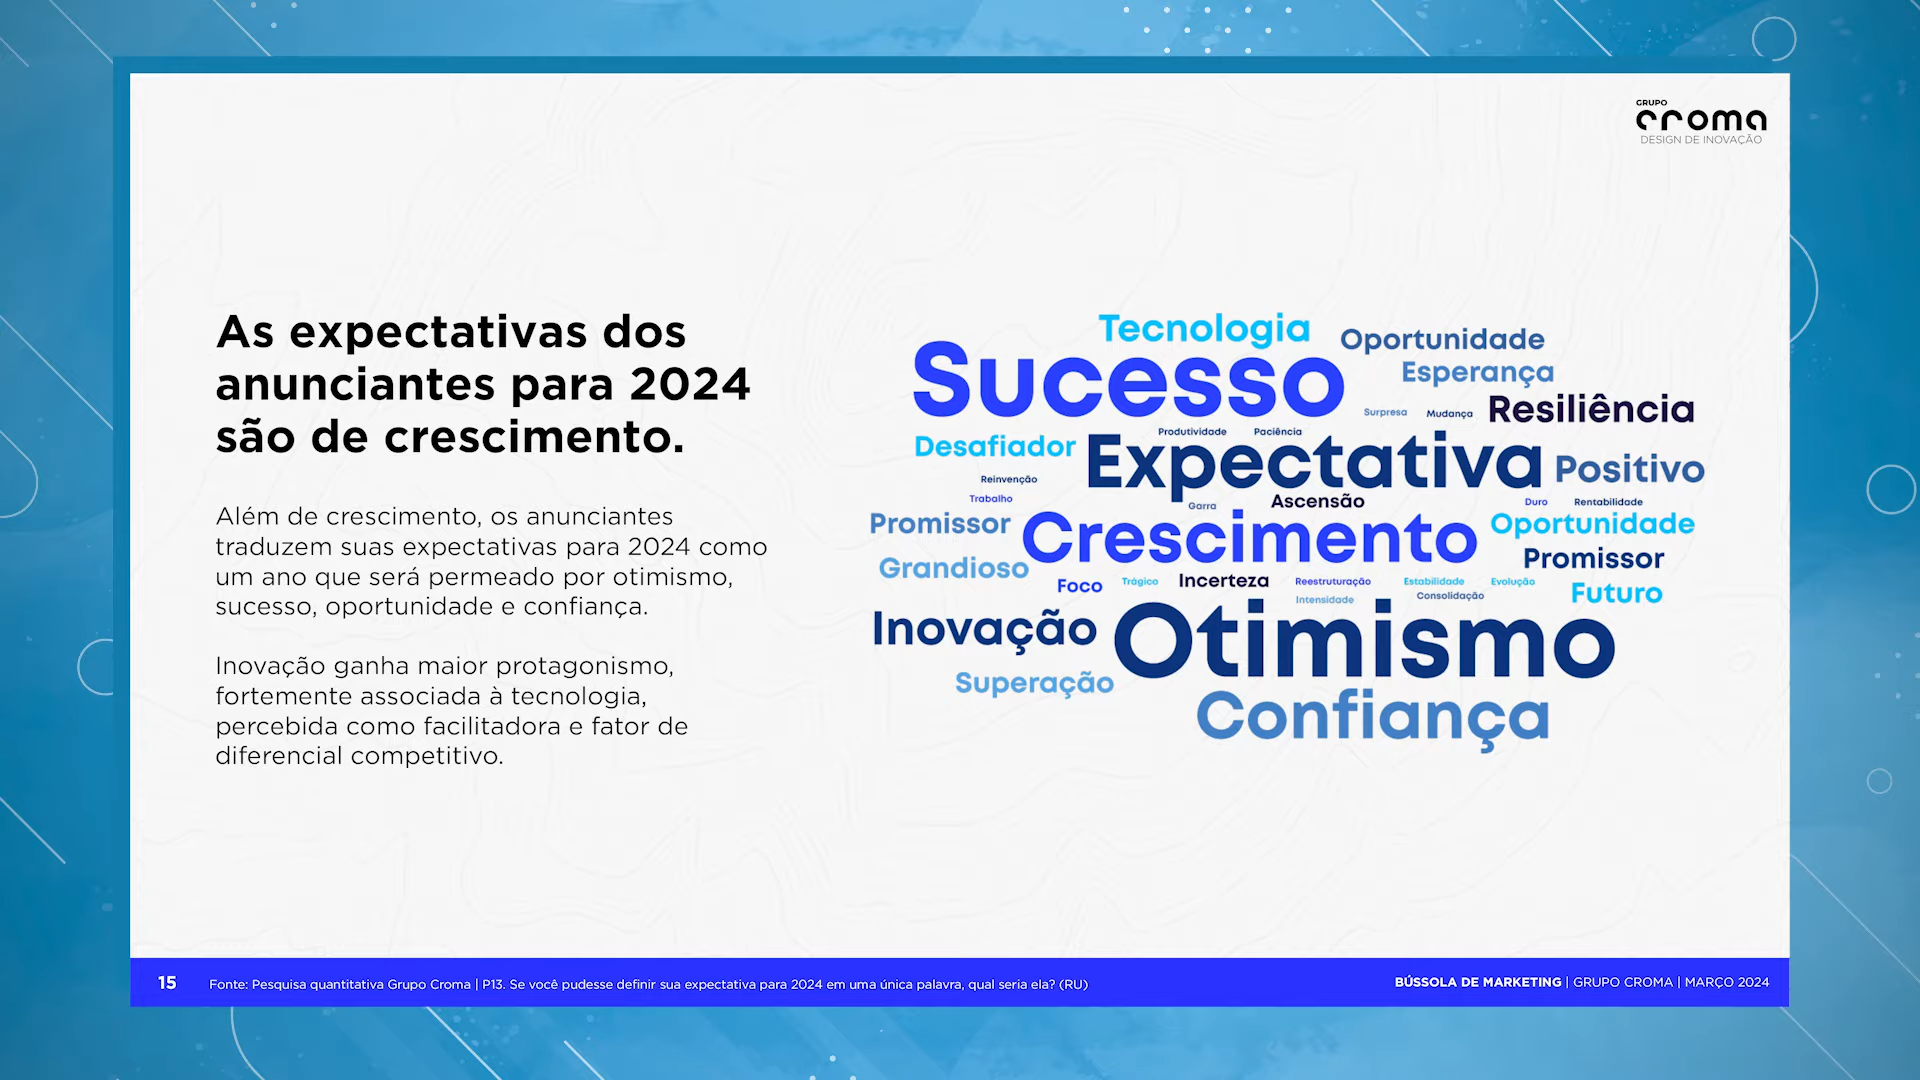 GRUPO
croma
DESIGN DE INOVAÇÃO
As expectativas dos
anunciantes para 2024
são de crescimento.
Além de crescimento, os anunciantes
traduzem suas expectativas para 2024 como
um ano que será permeado por otimismo,
sucesso, oportunidade e confiança.
Inovação ganha maior protagonismo,
fortemente associada à tecnologia,
percebida como facilitadora e fator de
diferencial competitivo.
Tecnologia
Oportunidade
Sucesso
Esperança
Surpresa
Mudança
Resiliência
Produtividade
Paciência
Desafiador
Expectativa
Positivo
Reinvenção
Trabalho
Garra
Ascensão
Duro
Rentabilidade
Promissor
Crescimento
Oportunidade
Promissor
Grandioso
Foco
Trágico
Incerteza
Reestruturação
Estabilidade
Evolução
Intensidade
Consolidação
Futuro
Inovação
Otimismo
Superação
Confiança
15
Fonte: Pesquisa quantitativa Grupo Croma | P13. Se você pudesse definir sua expectativa para 2024 em uma única palavra, qual seria ela? (RU)
BÚSSOLA DE MARKETING | GRUPO CROMA | MARÇO 2024